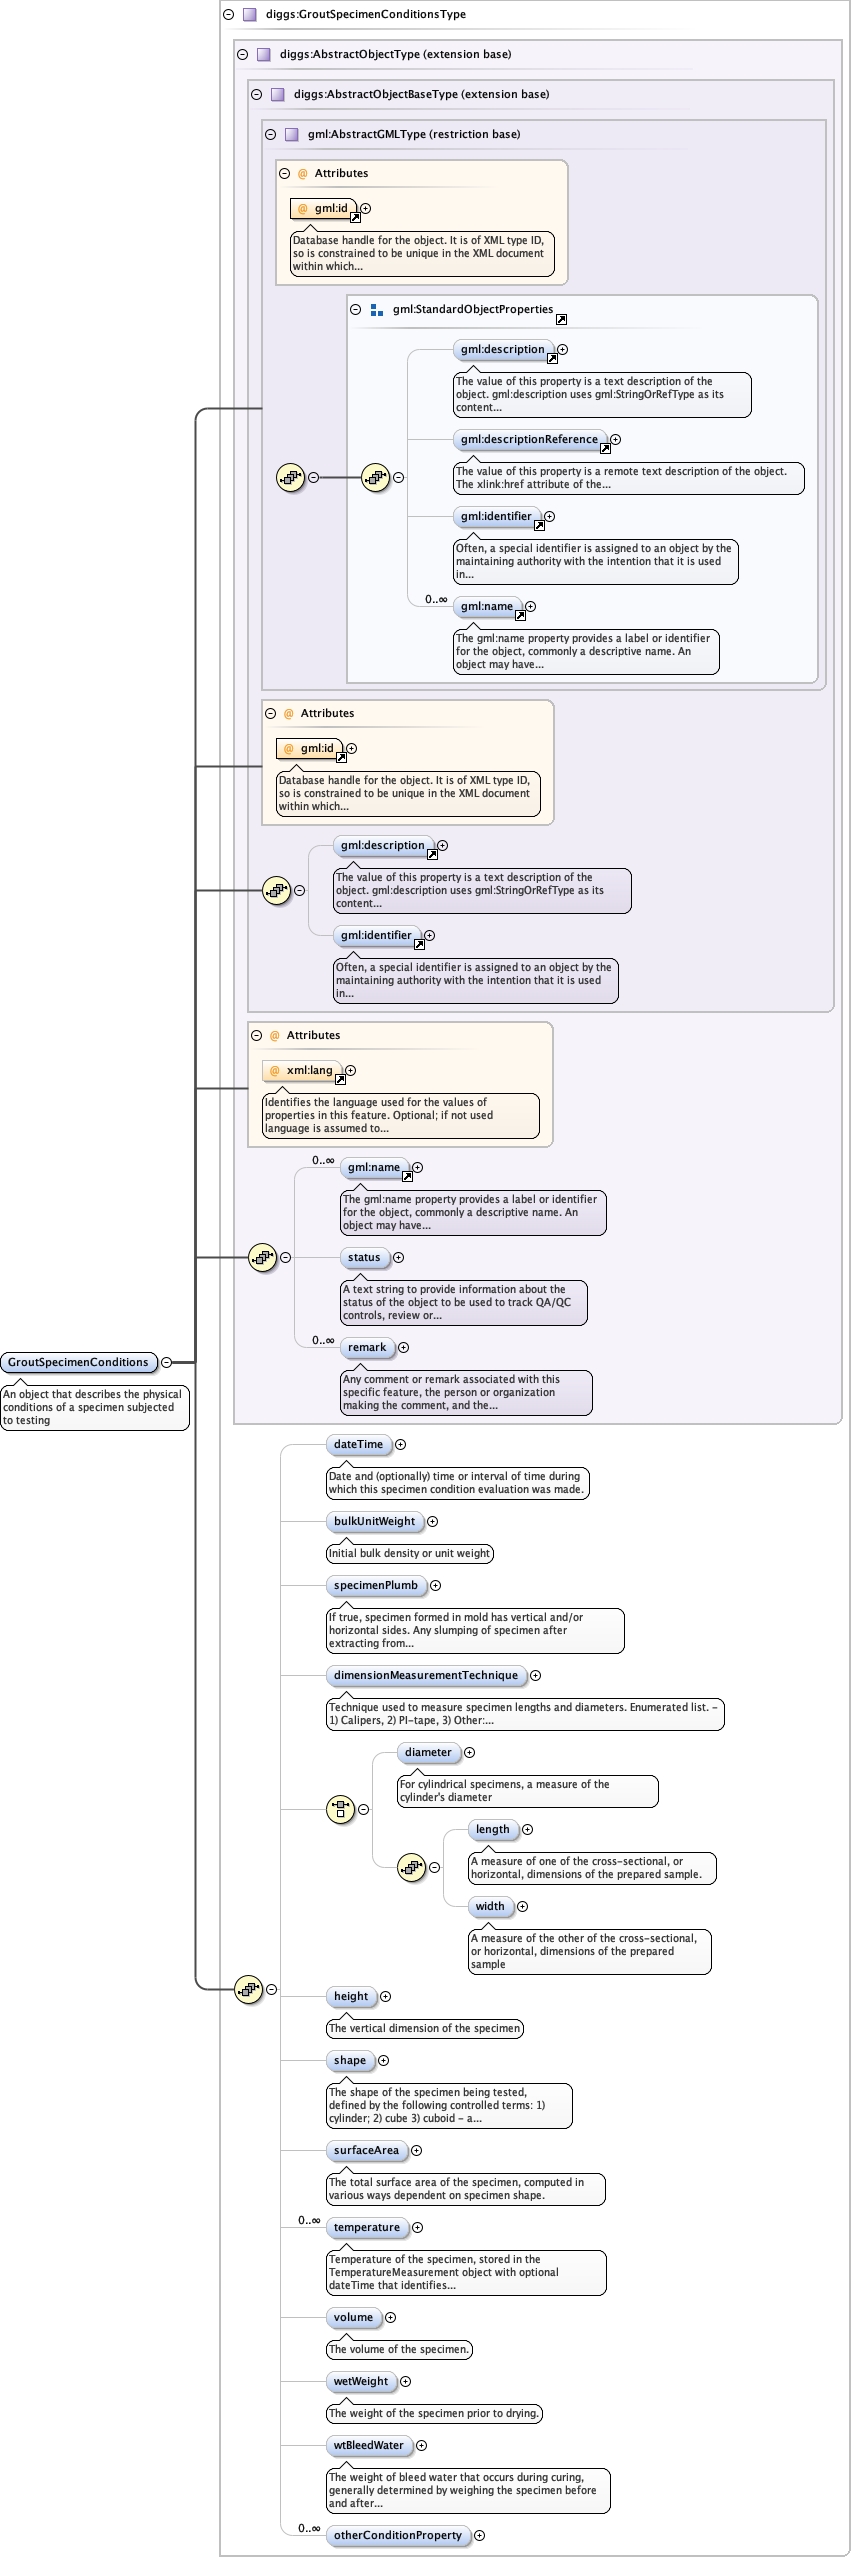 diggs:GroutSpecimenConditionsType
diggs:AbstractObjectType (extension base)
diggs:AbstractObjectBaseType (extension base)
gml:AbstractGMLType (restriction base)
@ Attributes
@ gml:id
Database handle for the object. It is of XML type ID,
so is constrained to be unique in the XML document
within which...
gml:StandardObjectProperties
gml:description
The value of this property is a text description of the
object. gml:description uses gml:StringOrRefType as its
content...
gml:descriptionReference
The value of this property is a remote text description of the object.
The xlink:href attribute of the...
gml:identifier
Often, a special identifier is assigned to an object by the
maintaining authority with the intention that it is used
in...
0..∞
gml:name
The gml:name property provides a label or identifier
for the object, commonly a descriptive name. An
object may have...
@ Attributes
@ gml:id
Database handle for the object. It is of XML type ID,
so is constrained to be unique in the XML document
within which...
gml:description
The value of this property is a text description of the
object. gml:description uses gml:StringOrRefType as its
content...
gml:identifier
Often, a special identifier is assigned to an object by the
maintaining authority with the intention that it is used
in...
@ Attributes
@ xml:lang
Identifies the language used for the values of
properties in this feature. Optional; if not used
language is assumed to...
0..∞
gml:name
The gml:name property provides a label or identifier
for the object, commonly a descriptive name. An
object may have...
status
A text string to provide information about the
status of the object to be used to track QA/QC
controls, review or...
0..∞
remark
Any comment or remark associated with this
specific feature, the person or organization
making the comment, and the...
GroutSpecimenConditions
An object that describes the physical
conditions of a specimen subjected
to testing
dateTime
Date and (optionally) time or interval of time during
which this specimen condition evaluation was made.
bulkUnitWeight
Initial bulk density or unit weight
specimenPlumb
If true, specimen formed in mold has vertical and/or
horizontal sides. Any slumping of specimen after
extracting from...
dimensionMeasurementTechnique
Technique used to measure specimen lengths and diameters. Enumerated list. -
1) Calipers, 2) PI-tape, 3) Other:...
diameter
For cylindrical specimens, a measure of the
cylinder's diameter
length
A measure of one of the cross-sectional, or
horizontal, dimensions of the prepared sample.
width
A measure of the other of the cross-sectional,
or horizontal, dimensions of the prepared
sample
height
The vertical dimension of the specimen
shape
The shape of the specimen being tested,
defined by the following controlled terms: 1)
cylinder; 2) cube 3) cuboid - a...
surfaceArea
The total surface area of the specimen, computed in
various ways dependent on specimen shape.
0..∞
temperature
Temperature of the specimen, stored in the
TemperatureMeasurement object with optional
dateTime that identifies...
volume
The volume of the specimen.
wetWeight
The weight of the specimen prior to drying.
wtBleedWater
The weight of bleed water that occurs during curing,
generally determined by weighing the specimen before
and after...
0..∞
otherConditionProperty